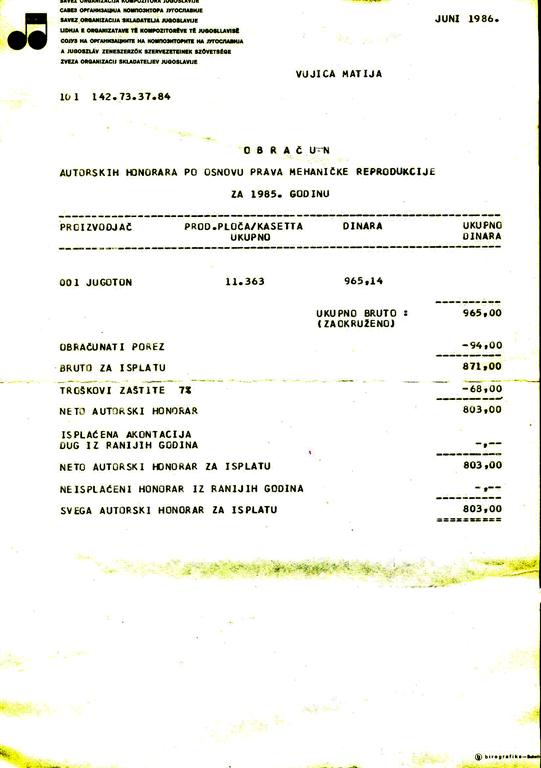 SAVEZ ORGANIZACIJA KOMPOZITORA JUGOSLAVIJE
САВЕЗ ОРГАНИЗАЦИЈА КОМПОЗИТОРА ЈУГОСЛАВИЈЕ
SAVEZ ORGANIZACIJA SKLADATELJA JUGOSLAVIJE
LIDHJA E ORGANIZATAVE TË KOMPOZITORËVE TË JUGOSLLAVISË
СОЈУЗ НА ОРГАНИЗАЦИИТЕ НА КОМПОЗИТОРИТЕ НА ЈУГОСЛАВИЈА
A JUGOSZLÁV ZENESZERZŐK SZERVEZETEINEK SZÖVETSÉGE
ZVEZA ORGANIZACIJ SKLADATELJEV JUGOSLAVIJE
JUNI 1986.
VUJICA MATIJA
101 142.73.37.84
O B R A Č U N
AUTORSKIH HONORARA PO OSNOVU PRAVA MEHANIČKE REPRODUKCIJE
ZA 1985. GODINU
PROIZVODJAČ PROD.PLOČA/KASETTA DINARA UKUPNO
UKUPNO DINARA
001 JUGOTON 11.363 965,14
UKUPNO BRUTO : 965,00
(ZAOKRUŽENO)
OBRAČUNATI POREZ -94,00
BRUTO ZA ISPLATU 871,00
TROŠKOVI ZAŠTITE 7% -68,00
NETO AUTORSKI HONORAR 803,00
ISPLAĆENA AKONTACIJA
DUG IZ RANIJIH GODINA -,--
NETO AUTORSKI HONORAR ZA ISPLATU 803,00
NEISPLAĆENI HONORAR IZ RANIJIH GODINA -,--
SVEGA AUTORSKI HONORAR ZA ISPLATU 803,00
birografika